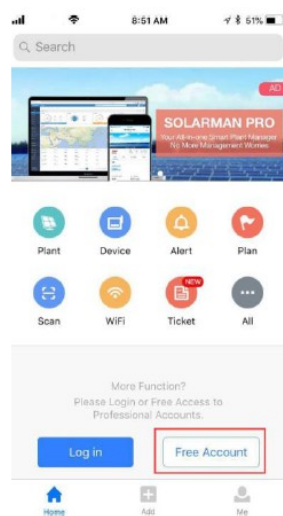 8:51 AM
51%
Search
AD
SOLARMAN PRO
Your All-in-one Smart Plant Manager
No More Management Worries
Plant Device Alert Plan
NEW
Scan WiFi Ticket All
More Function?
Please Login or Free Access to
Professional Accounts.
Log in Free Account
Home Add Me